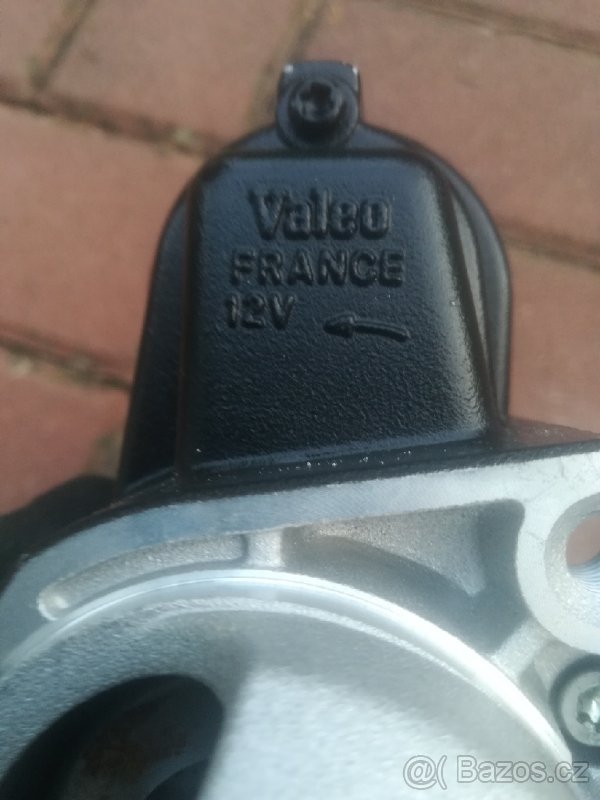 Valeo
FRANCE
12V
@( Bazos.cz